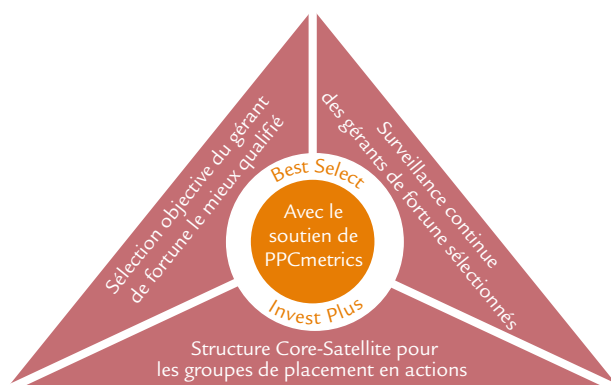 Sélection objective du gérant
de fortune le mieux qualifié
Surveillance continue
des gérants de fortune sélectionnés
Best Select
Avec le
soutien de
PPCmetrics
Invest Plus
Structure Core-Satellite pour
les groupes de placement en actions